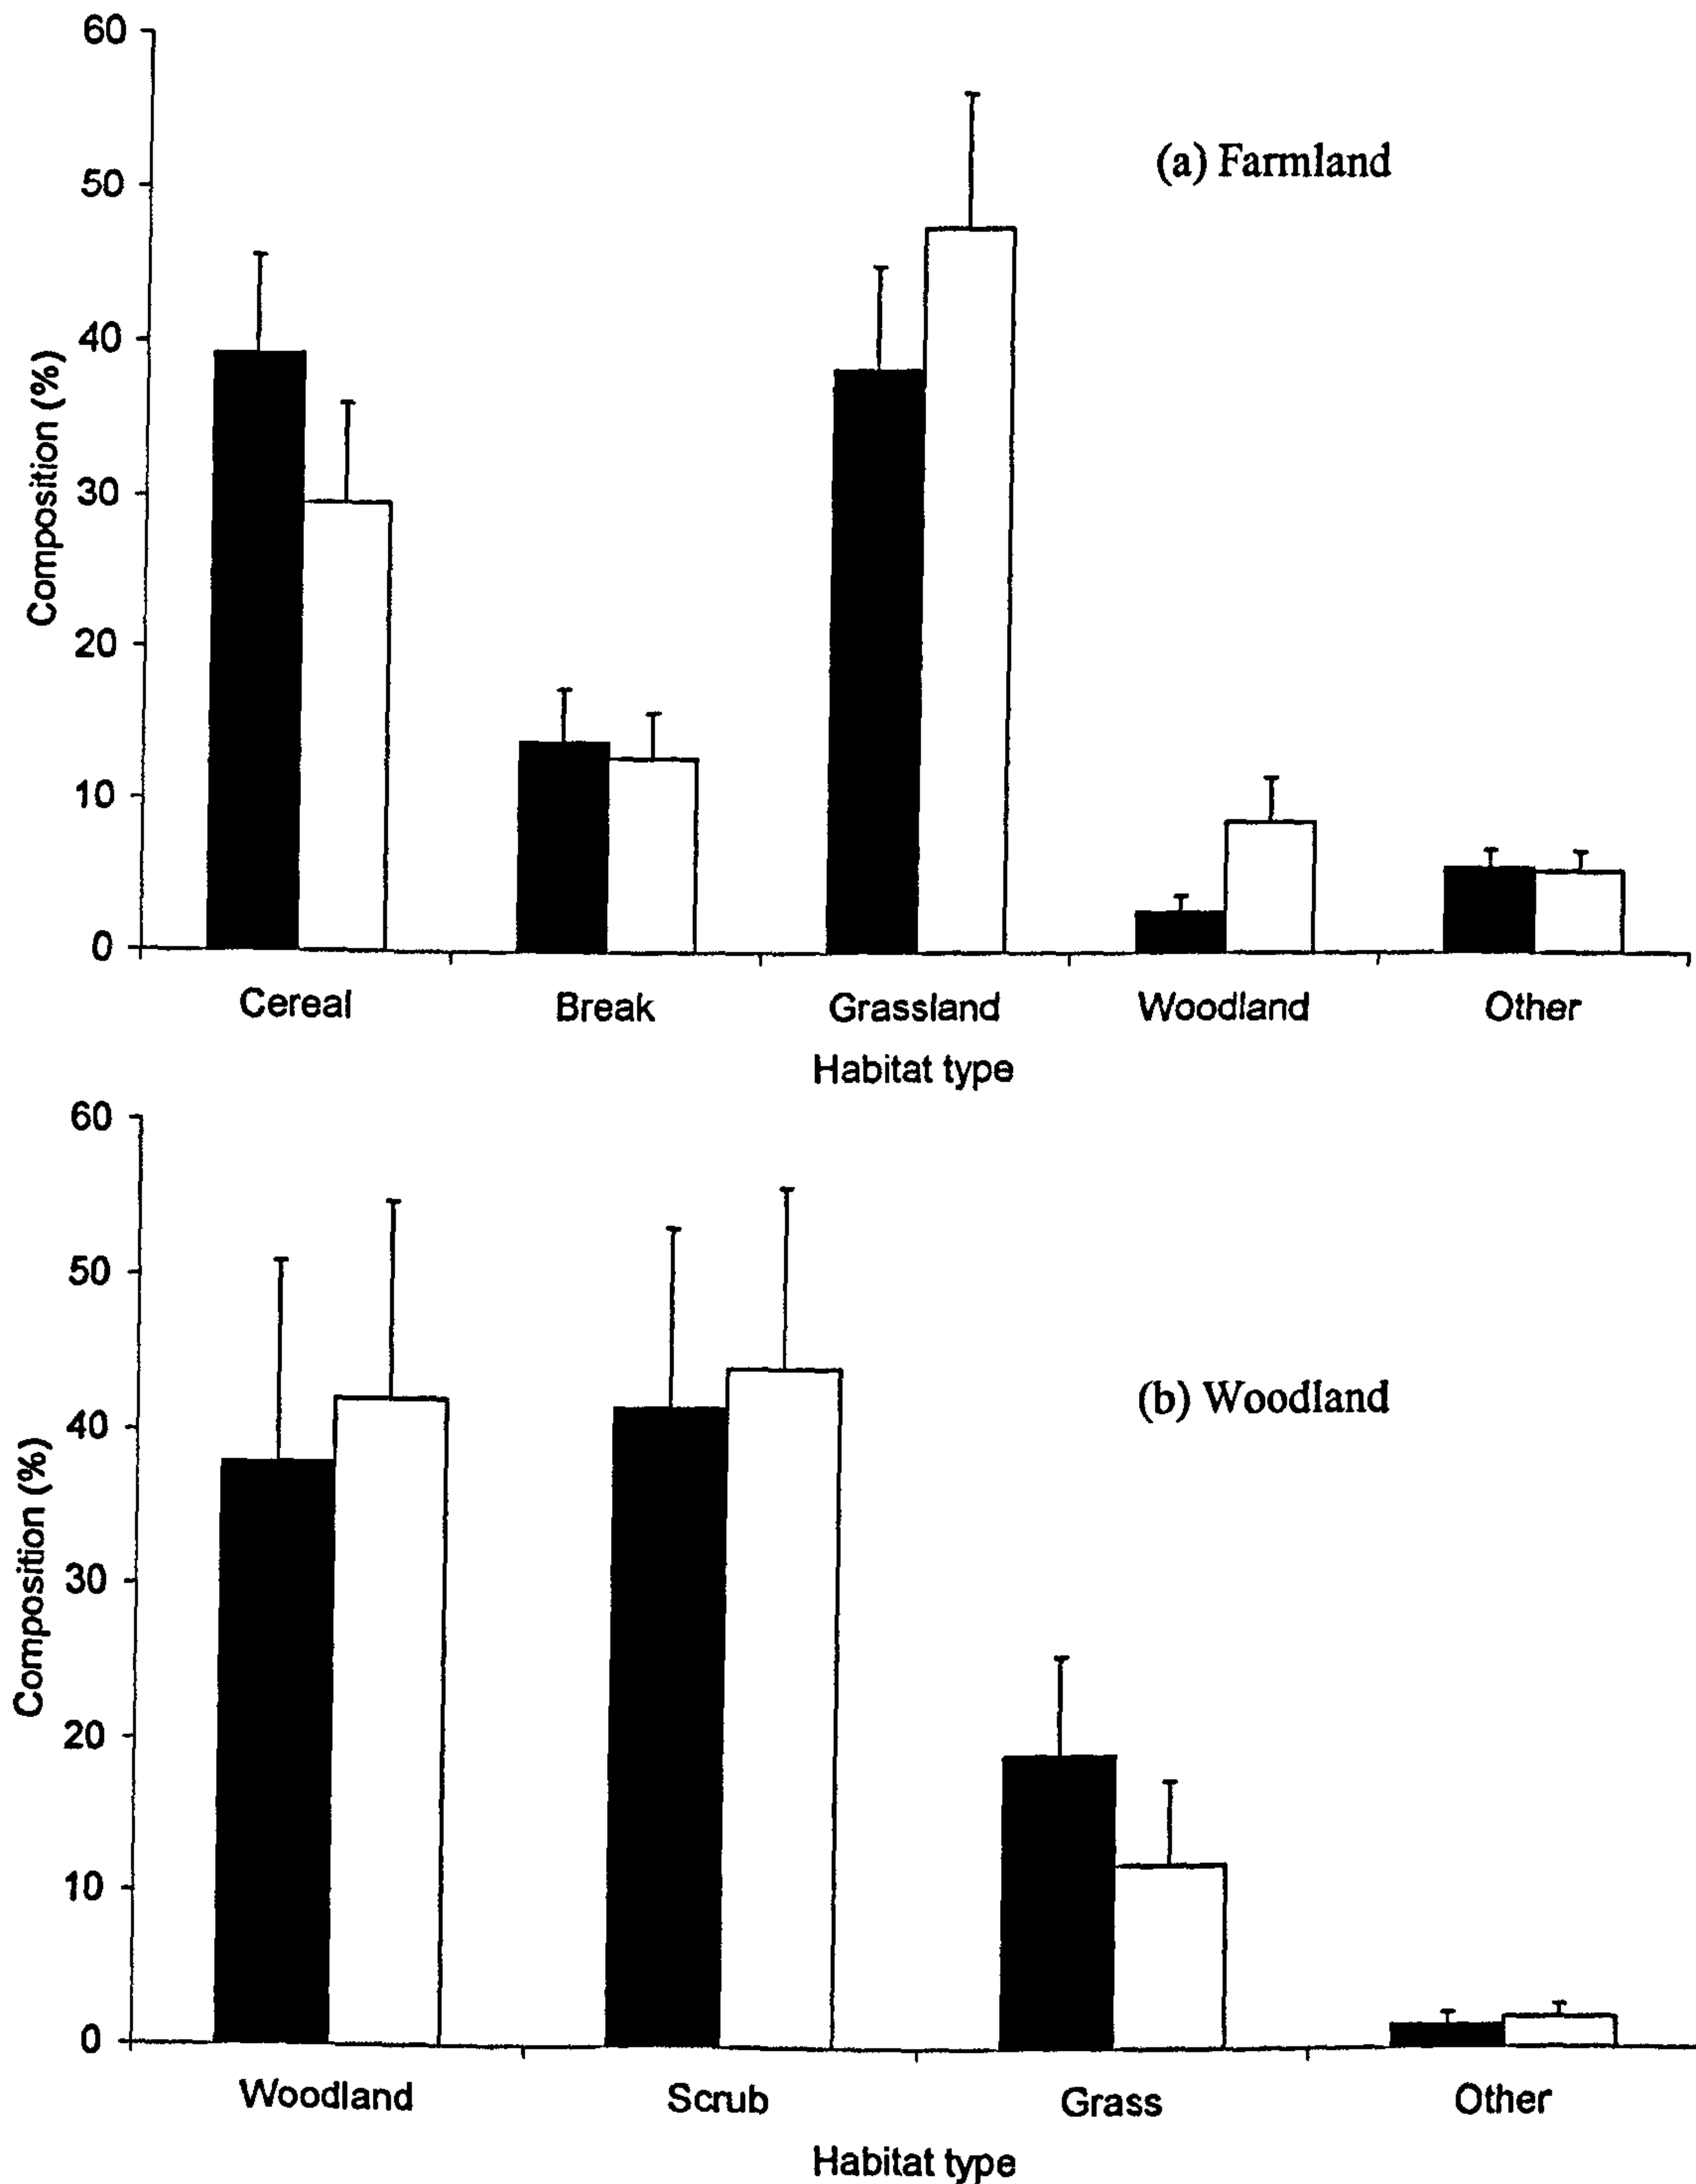 60
50
40
30
20
10
0
Composition (%)
(a) Farmland
Cereal Break Grassland Woodland Other
Habitat type
60
50
40
30
20
10
0
Composition (%)
(b) Woodland
Woodland Scrub Grass Other
Habitat type